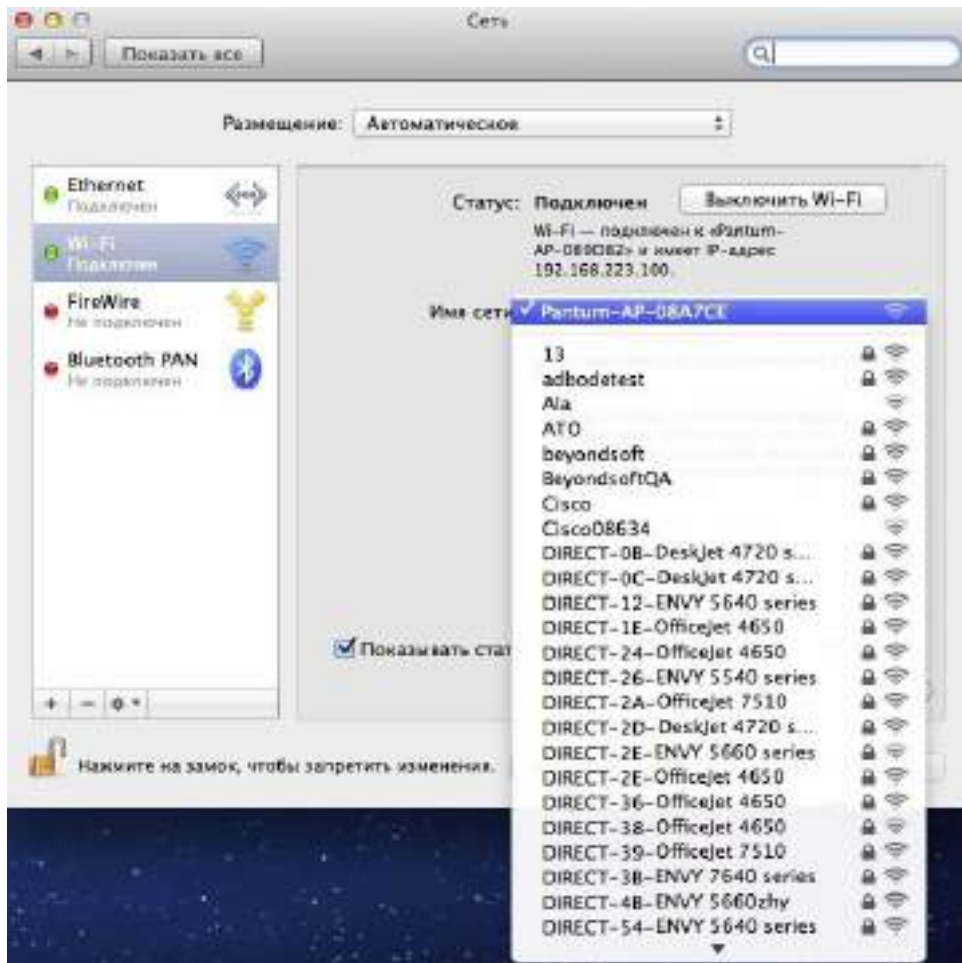 Сеть
Показать все
Размещение: Автоматическое
Ethernet
Подключен
Wi-Fi
Подключен
FireWire
Не подключен
Bluetooth PAN
Не подключен
Статус: Подключен
Выключить Wi-Fi
Wi-Fi — подключен к «Pantum-
и имеет IP-адрес
192.168.223.100.
Имя сети
✓ Pantum-AP-08A7CE
13
adbodetest
Ala
ATO
beyondsoft
BeyondsoftQA
Cisco
Cisco08634
DIRECT-0B-DeskJet 4720 s...
DIRECT-0C-DeskJet 4720 s...
DIRECT-12-ENVY 5640 series
DIRECT-1E-OfficeJet 4650
DIRECT-24-OfficeJet 4650
DIRECT-26-ENVY 5540 series
DIRECT-2A-OfficeJet 7510
DIRECT-2D-DeskJet 4720 s...
DIRECT-2E-ENVY 5660 series
DIRECT-2E-OfficeJet 4650
DIRECT-36-OfficeJet 4650
DIRECT-38-OfficeJet 4650
DIRECT-39-OfficeJet 7510
DIRECT-3B-ENVY 7640 series
DIRECT-4B-ENVY 5660zhy
DIRECT-54-ENVY 5640 series
Показывать стат
Нажмите на замок, чтобы запретить изменения.